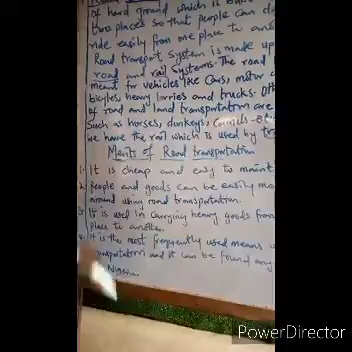 of hard ground which is built
two places so that people can
ride easily from one place to
Road transport system is made up
road and rail systems. The road
meant for vehicles like cars, motor
bicycles, heavy lorries and trucks.
of road and land transportation are
such as horses, donkeys, camels
we have the rail which is used by
Merits of Road transportation
1. It is cheap and easy to
2. People and goods can be easily
around using road transportation.
3. It is used in carrying heavy goods from
place to another.
4. It is the most frequently used means
transportation and it can be found
Nigeria.
PowerDirector